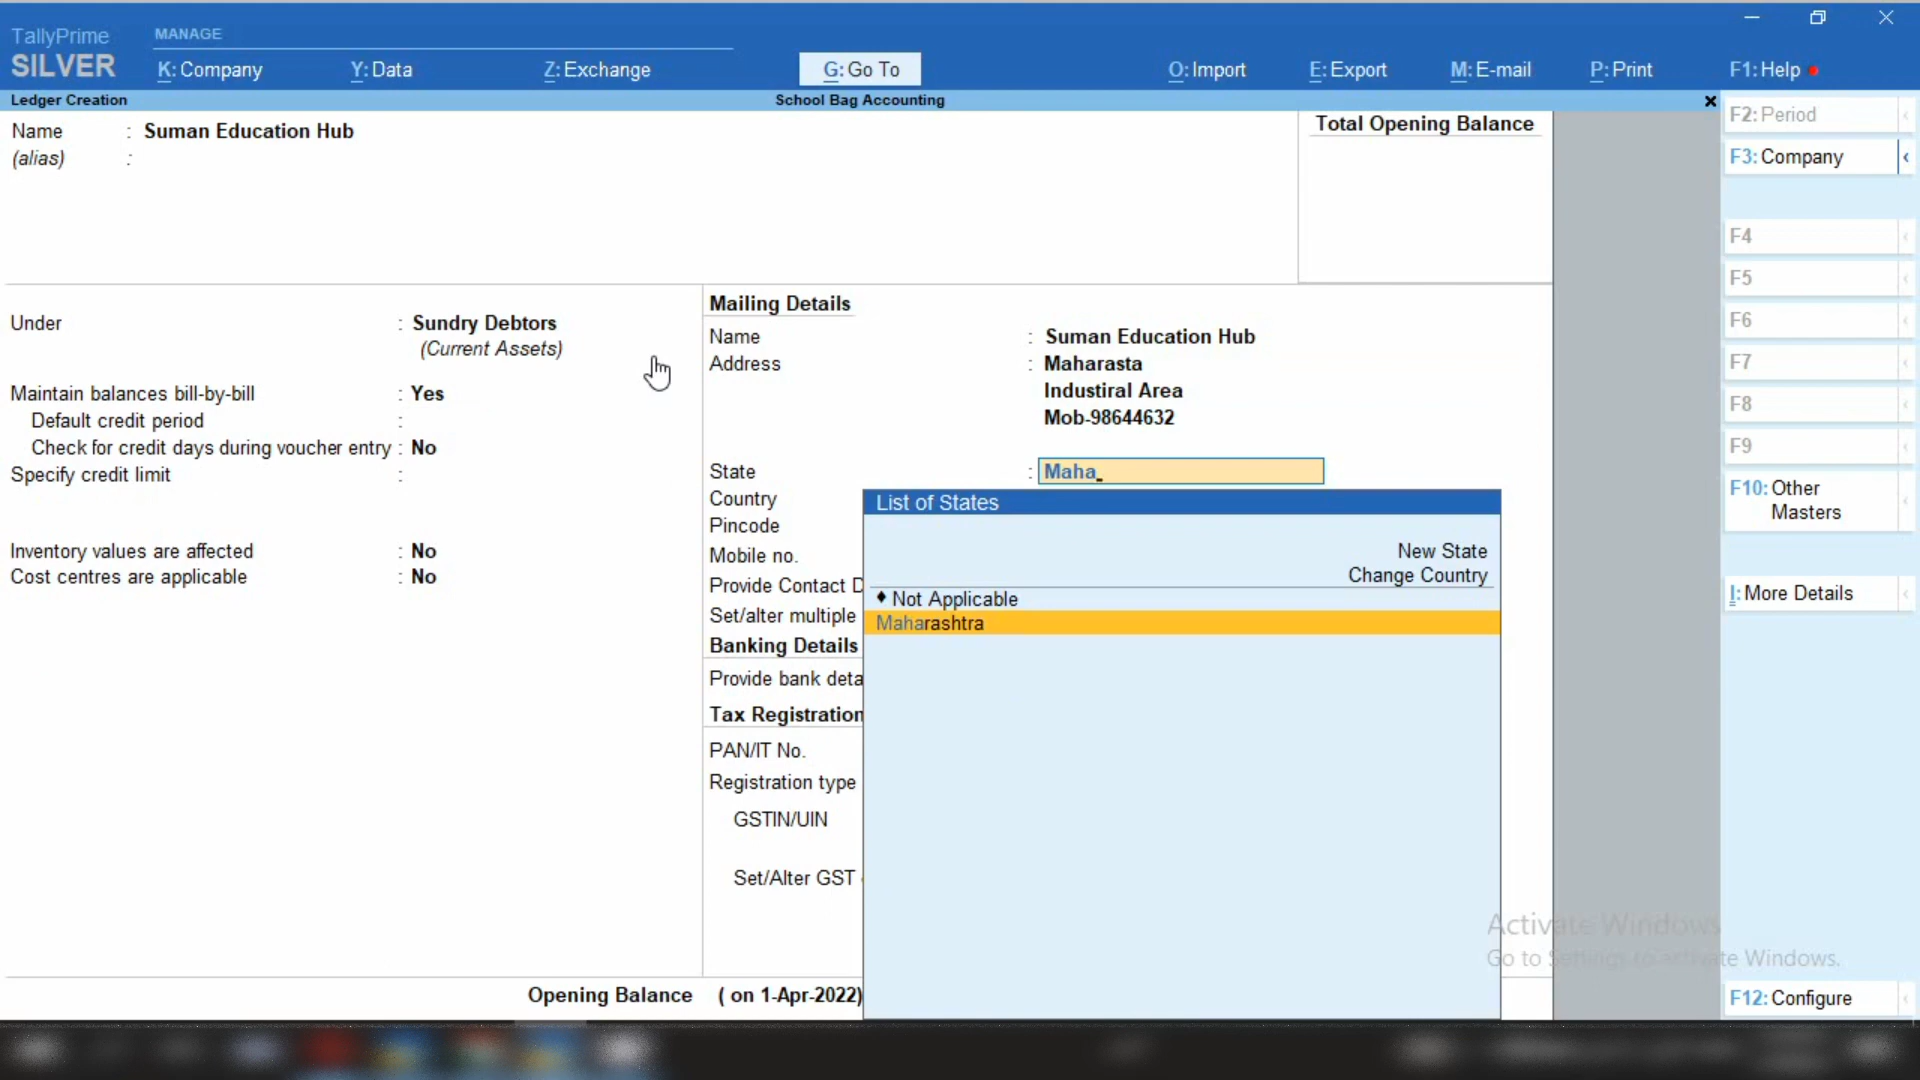 TallyPrime
SILVER
MANAGE
K: Company
Y: Data
Z: Exchange
G: Go To
O: Import
E: Export
M: E-mail
P: Print
F1: Help
Ledger Creation
School Bag Accounting
Name : Suman Education Hub
(alias) :
Total Opening Balance
Under : Sundry Debtors
(Current Assets)
Maintain balances bill-by-bill : Yes
Default credit period :
Check for credit days during voucher entry : No
Specify credit limit :
Inventory values are affected : No
Cost centres are applicable : No
Mailing Details
Name : Suman Education Hub
Address : Maharasta
Industiral Area
Mob-98644632
State : Maha
Country
Pincode
Mobile no.
Provide Contact D
Set/alter multiple
Banking Details
Provide bank deta
Tax Registration
PAN/IT No.
Registration type
GSTIN/UIN
Set/Alter GST
List of States
New State
Change Country
♦ Not Applicable
Maharashtra
Opening Balance ( on 1-Apr-2022)
F2: Period
F3: Company
F4
F5
F6
F7
F8
F9
F10: Other
Masters
I: More Details
F12: Configure
Activate Windows
Go to Settings to activate Windows.